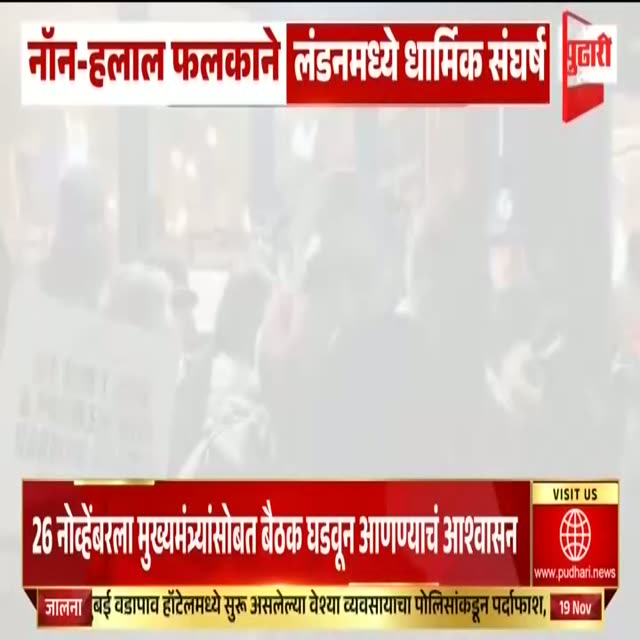 नॉन-हलाल फलकाने लंडनमध्ये धार्मिक संघर्ष
पुढारी
26 नोव्हेंबरला मुख्यमंत्र्यांसोबत बैठक घडवून आणण्याचं आश्वासन
VISIT US
www.pudhari.news
जालना बई वडापाव हॉटेलमध्ये सुरू असलेल्या वेश्या व्यवसायाचा पोलिसांकडून पर्दाफाश, 19 Nov